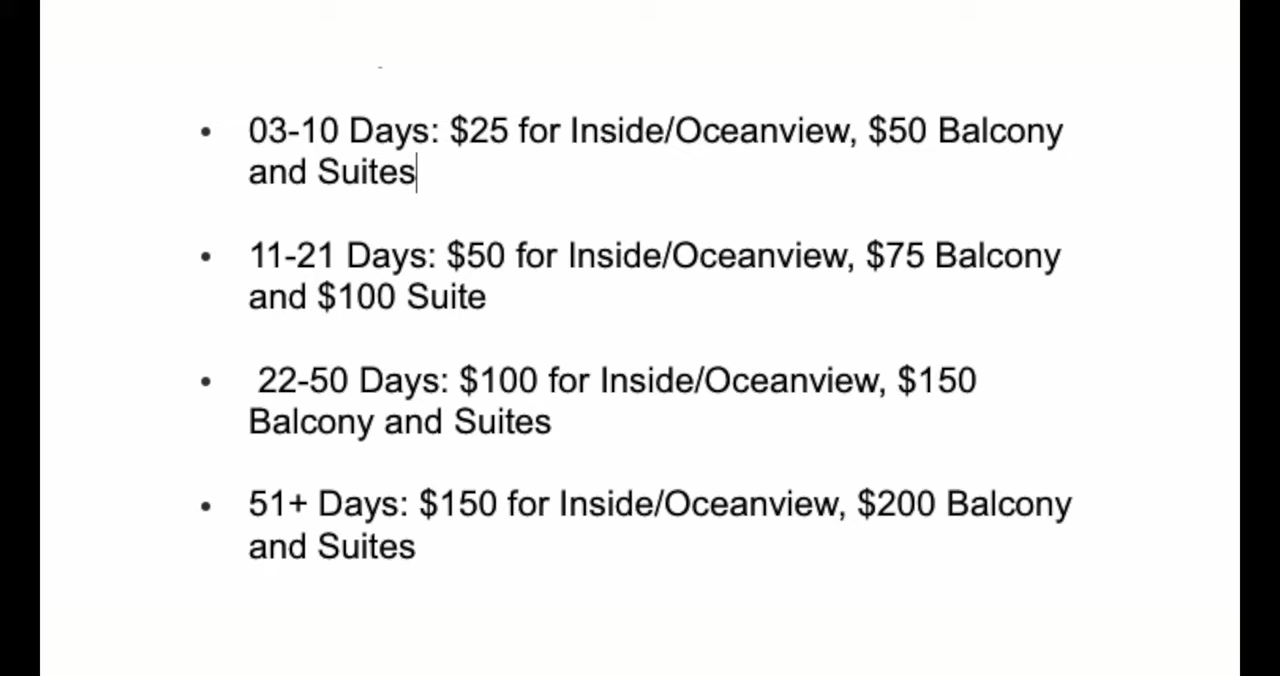 • 03-10 Days: $25 for Inside/Oceanview, $50 Balcony
and Suites
• 11-21 Days: $50 for Inside/Oceanview, $75 Balcony
and $100 Suite
• 22-50 Days: $100 for Inside/Oceanview, $150
Balcony and Suites
• 51+ Days: $150 for Inside/Oceanview, $200 Balcony
and Suites